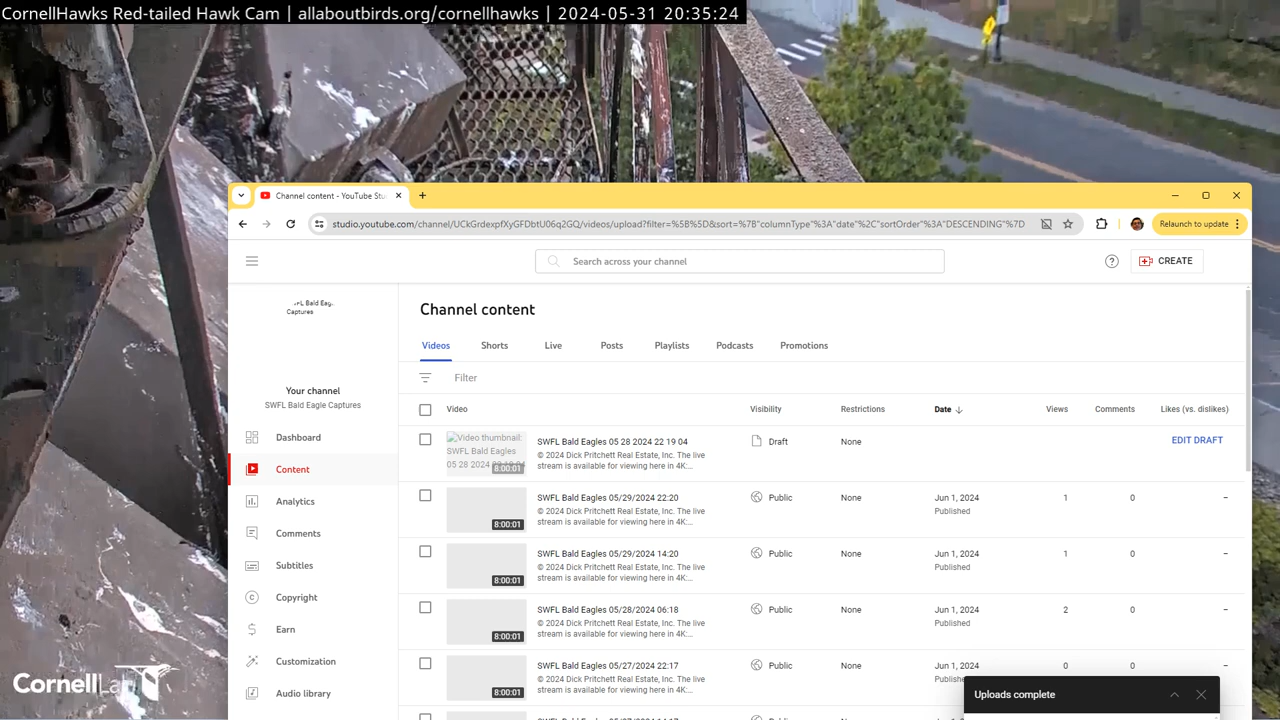 CornellHawks Red-tailed Hawk Cam | allaboutbirds.org/cornellhawks | 2024-05-31 20:35:24
Channel content - YouTube Stu
studio.youtube.com/channel/UCkGrdexpfXyGFDbtU06q2GQ/videos/upload?filter=%5B%5D&sort=%7B"columnType"%3A"date"%2C"sortOrder"%3A"DESCENDING"%7D
Relaunch to update
Search across your channel
CREATE
SWFL Bald Eag
Captures
Your channel
SWFL Bald Eagle Captures
Dashboard
Content
Analytics
Comments
Subtitles
Copyright
Earn
Customization
Audio library
Channel content
Videos Shorts Live Posts Playlists Podcasts Promotions
Filter
Video Visibility Restrictions Date Views Comments Likes (vs. dislikes)
Video thumbnail:
SWFL Bald Eagles
05 28 2024 22 19 04
8:00:01
SWFL Bald Eagles 05 28 2024 22 19 04 Draft None EDIT DRAFT
© 2024 Dick Pritchett Real Estate, Inc. The live
stream is available for viewing here in 4K:...
SWFL Bald Eagles 05/29/2024 22:20 Public None Jun 1, 2024 1 0 –
© 2024 Dick Pritchett Real Estate, Inc. The live Published
stream is available for viewing here in 4K:...
8:00:01
SWFL Bald Eagles 05/29/2024 14:20 Public None Jun 1, 2024 1 0 –
© 2024 Dick Pritchett Real Estate, Inc. The live Published
stream is available for viewing here in 4K:...
8:00:01
SWFL Bald Eagles 05/28/2024 06:18 Public None Jun 1, 2024 2 0 –
© 2024 Dick Pritchett Real Estate, Inc. The live Published
stream is available for viewing here in 4K:...
8:00:01
SWFL Bald Eagles 05/27/2024 22:17 Public None Jun 1, 2024 0 0 –
© 2024 Dick Pritchett Real Estate, Inc. The live Publishe
stream is available for viewing here in 4K:...
8:00:01
Uploads complete
CornellLab